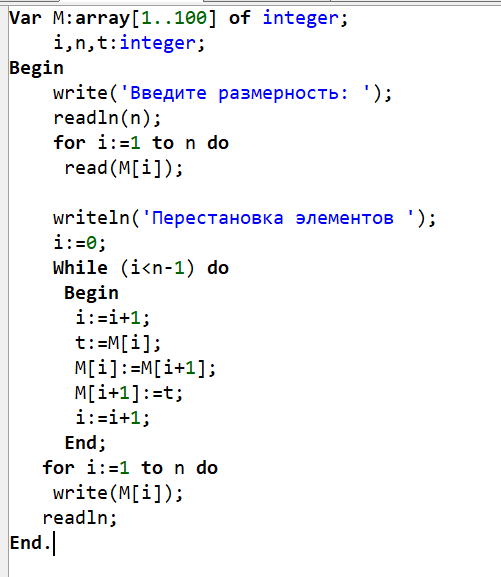 Var M:array[1..100] of integer;
i,n,t:integer;
Begin
write('Введите размерность: ');
readln(n);
for i:=1 to n do
read(M[i]);
writeln('Перестановка элементов ');
i:=0;
While (i<n-1) do
Begin
i:=i+1;
t:=M[i];
M[i]:=M[i+1];
M[i+1]:=t;
i:=i+1;
End;
for i:=1 to n do
write(M[i]);
readln;
End.